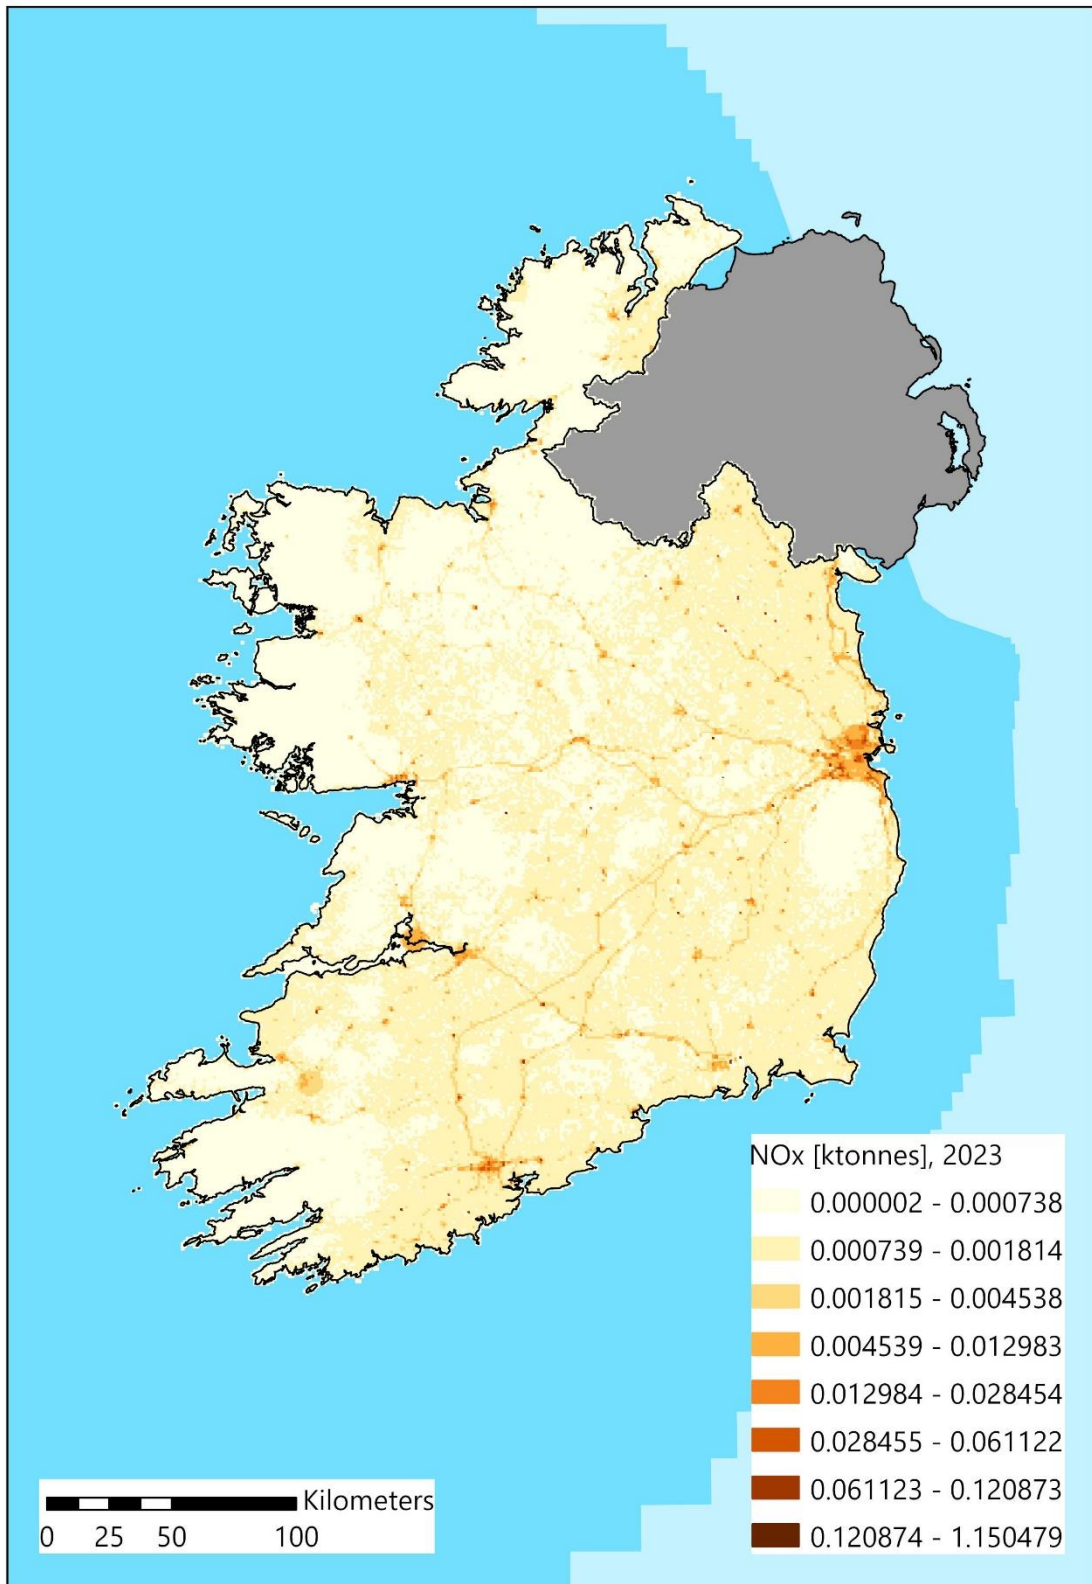 NOx [ktonnes], 2023
0.000002 - 0.000738
0.000739 - 0.001814
0.001815 - 0.004538
0.004539 - 0.012983
0.012984 - 0.028454
0.028455 - 0.061122
0.061123 - 0.120873
0.120874 - 1.150479
Kilometers
0 25 50 100